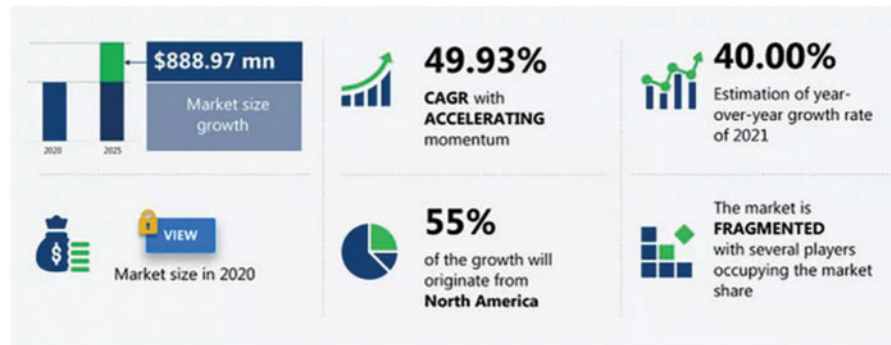 $888.97 mn
Market size
growth
2020
2025
49.93%
CAGR with
ACCELERATING
momentum
40.00%
Estimation of year-
over-year growth rate
of 2021
$
VIEW
Market size in 2020
55%
of the growth will
originate from
North America
The market is
FRAGMENTED
with several players
occupying the market
share